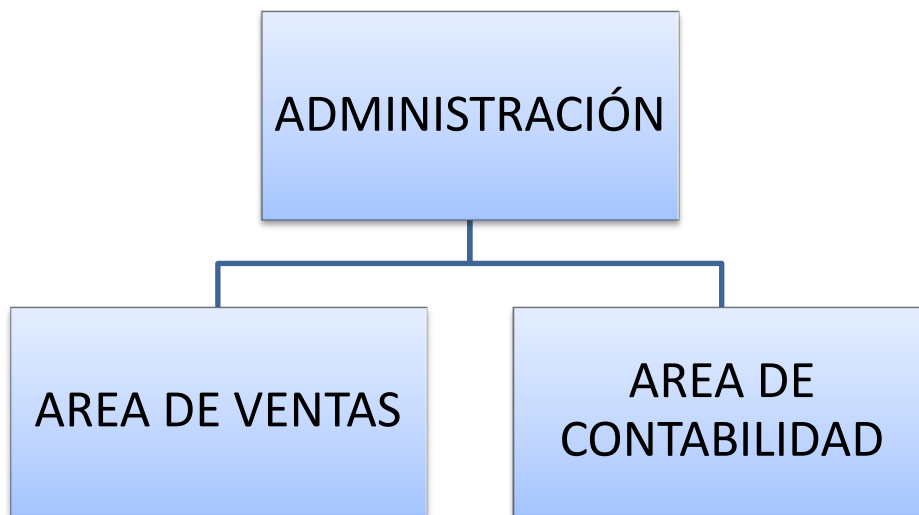 ADMINISTRACIÓN
AREA DE VENTAS
AREA DE
CONTABILIDAD